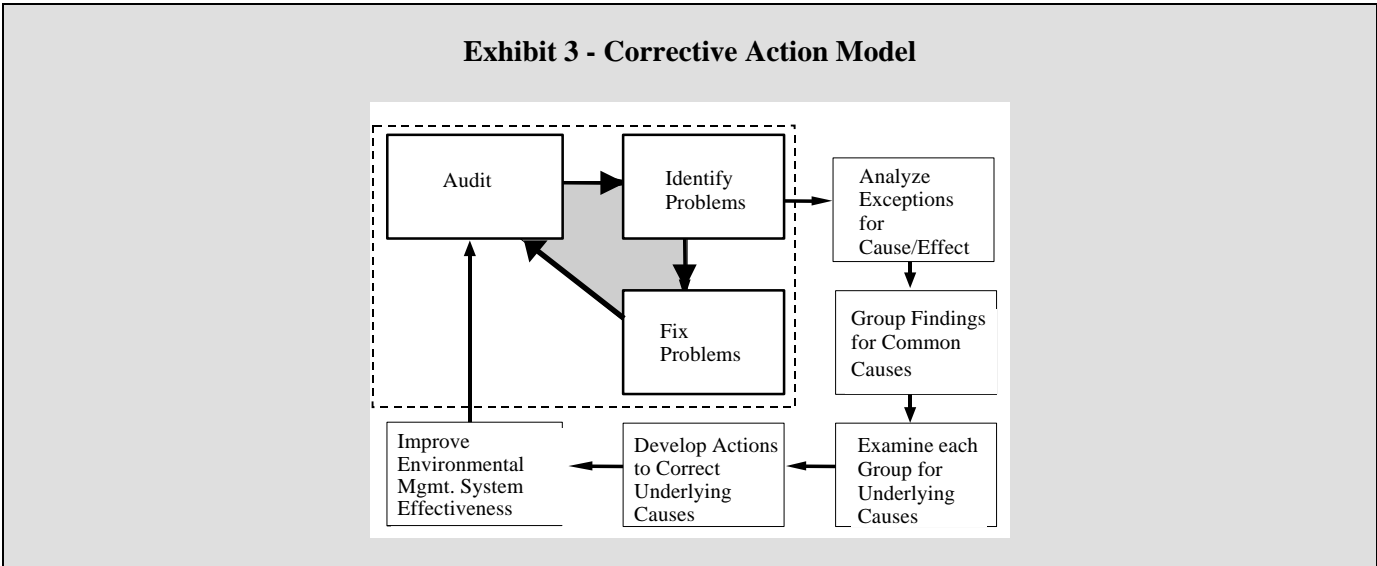 Exhibit 3 - Corrective Action Model
Audit
Identify
Problems
Analyze
Exceptions
for
Cause/Effect
Fix
Problems
Group Findings
for Common
Causes
Improve
Environmental
Mgmt. System
Effectiveness
Develop Actions
to Correct
Underlying
Causes
Examine each
Group for
Underlying
Causes